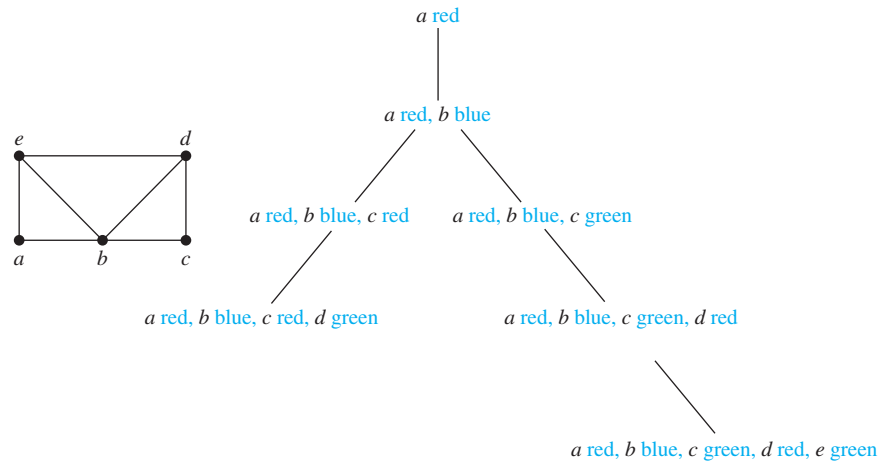 a red
a red, b blue
e
d
a red, b blue, c red
a red, b blue, c green
a
b
c
a red, b blue, c red, d green
a red, b blue, c green, d red
a red, b blue, c green, d red, e green